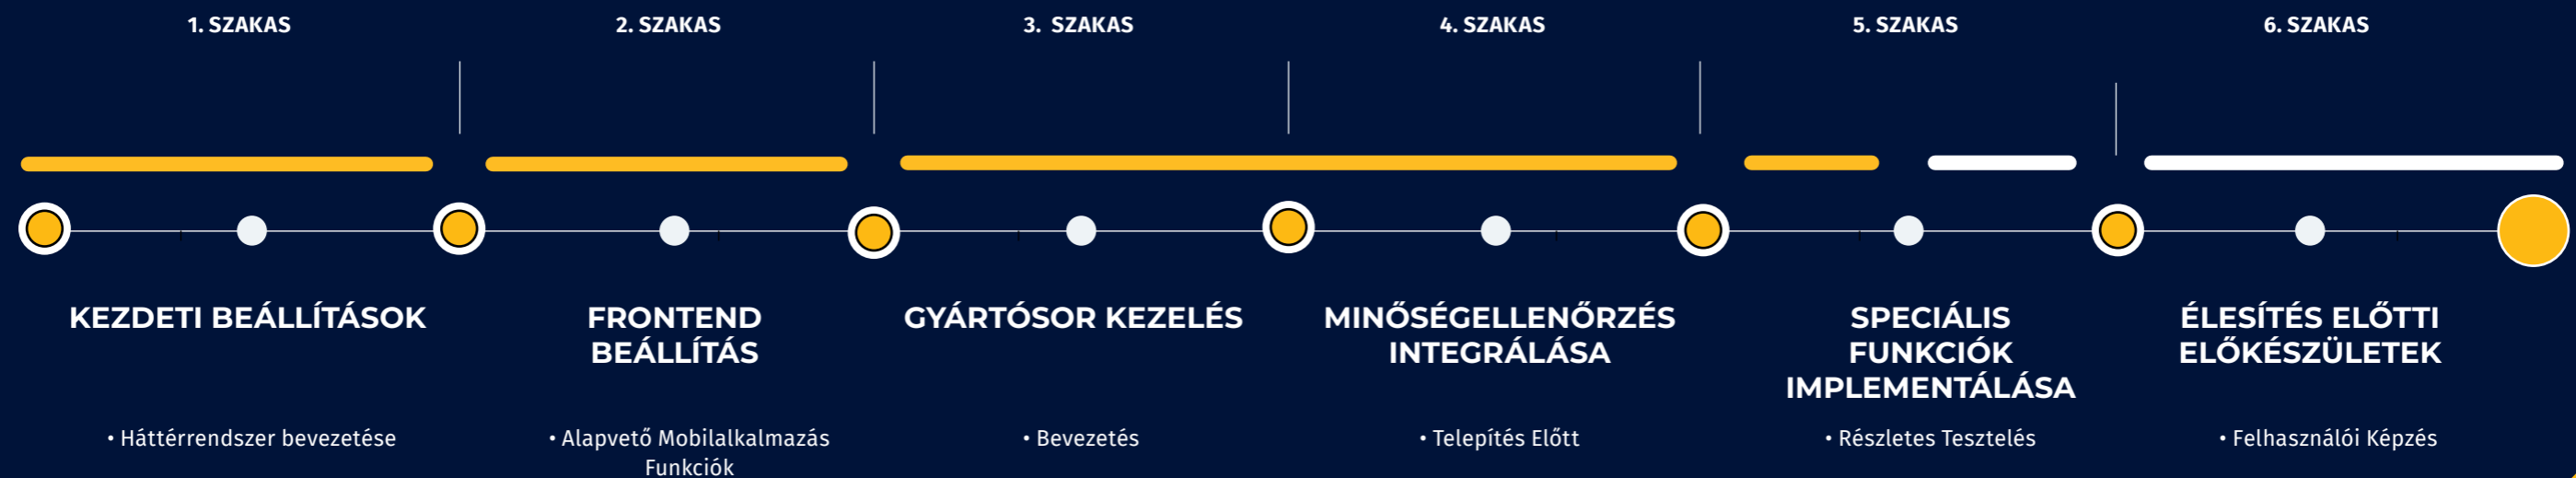 1. SZAKAS
2. SZAKAS
3. SZAKAS
4. SZAKAS
5. SZAKAS
6. SZAKAS
KEZDETI BEÁLLÍTÁSOK
FRONTEND
BEÁLLÍTÁS
GYÁRTÓSOR KEZELÉS
MINŐSÉGELLENŐRZÉS
INTEGRÁLÁSA
SPECIÁLIS
FUNKCIÓK
IMPLEMENTÁLÁSA
ÉLESÍTÉS ELŐTTI
ELŐKÉSZÜLETEK
• Háttérrendszer bevezetése
• Alapvető Mobilalkalmazás
Funkciók
• Bevezetés
• Telepítés Előtt
• Részletes Tesztelés
• Felhasználói Képzés